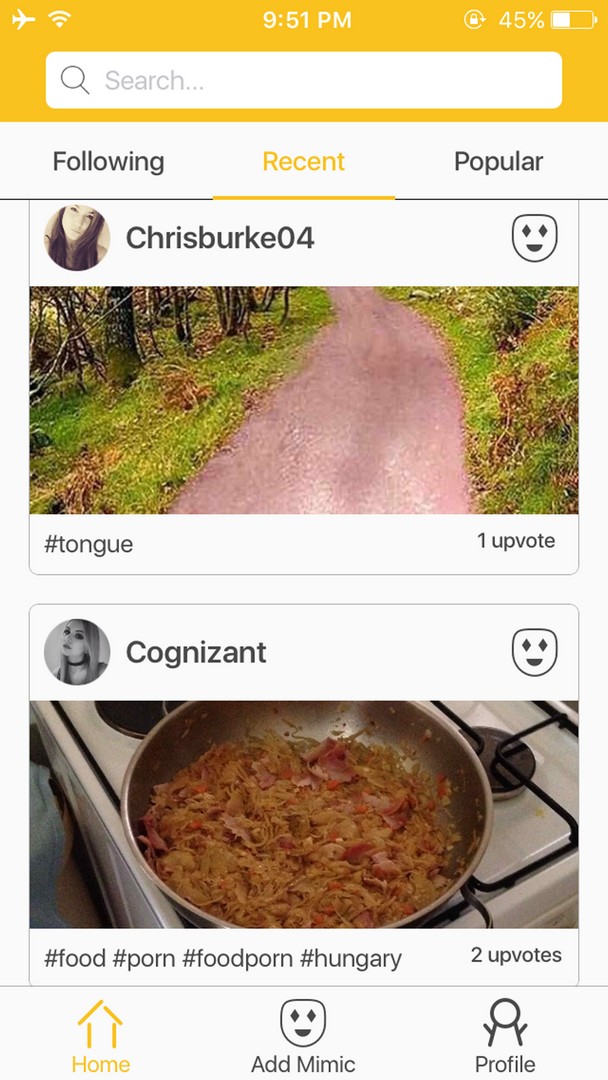 9:51 PM 45%
Search...
Following Recent Popular
Chrisburke04
#tongue 1 upvote
Cognizant
#food #porn #foodporn #hungary 2 upvotes
Home Add Mimic Profile